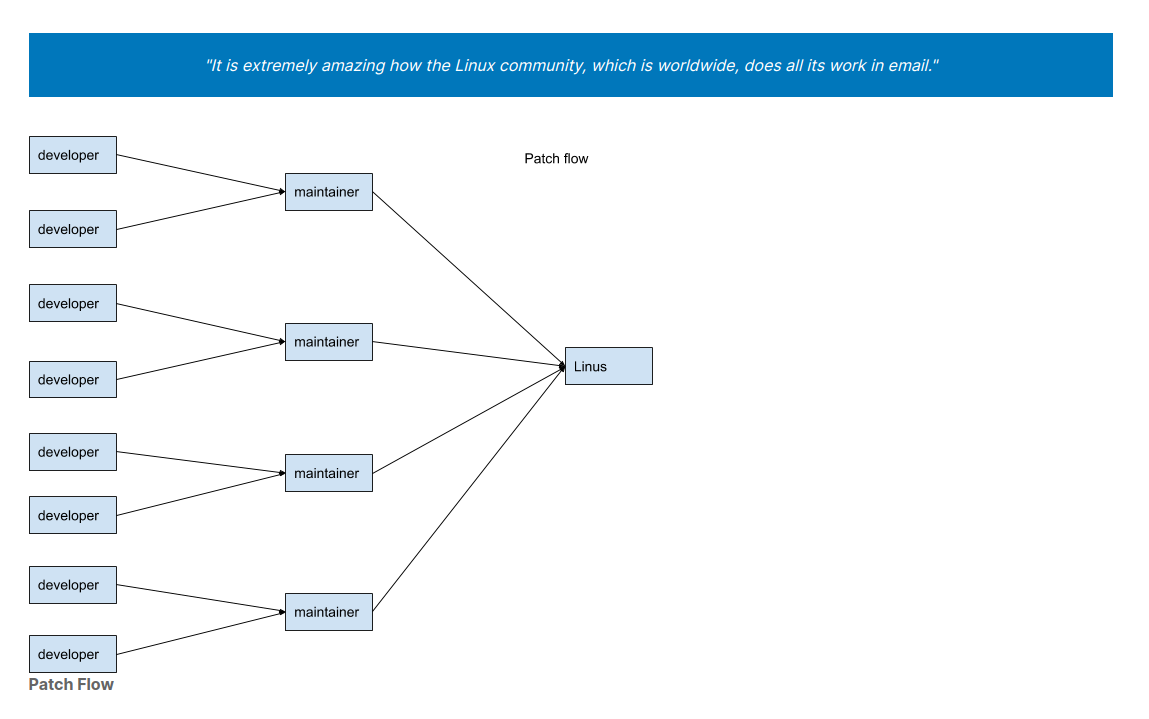 "It is extremely amazing how the Linux community, which is worldwide, does all its work in email."
developer
Patch flow
maintainer
developer
developer
maintainer
developer
Linus
developer
maintainer
developer
developer
maintainer
developer
Patch Flow